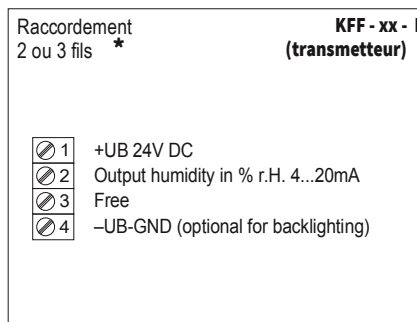 Raccordement
2 ou 3 fils *
KFF - xx -
(transmetteur)
1 +UB 24V DC
2 Output humidity in % r.H. 4...20mA
3 Free
4 –UB-GND (optional for backlighting)